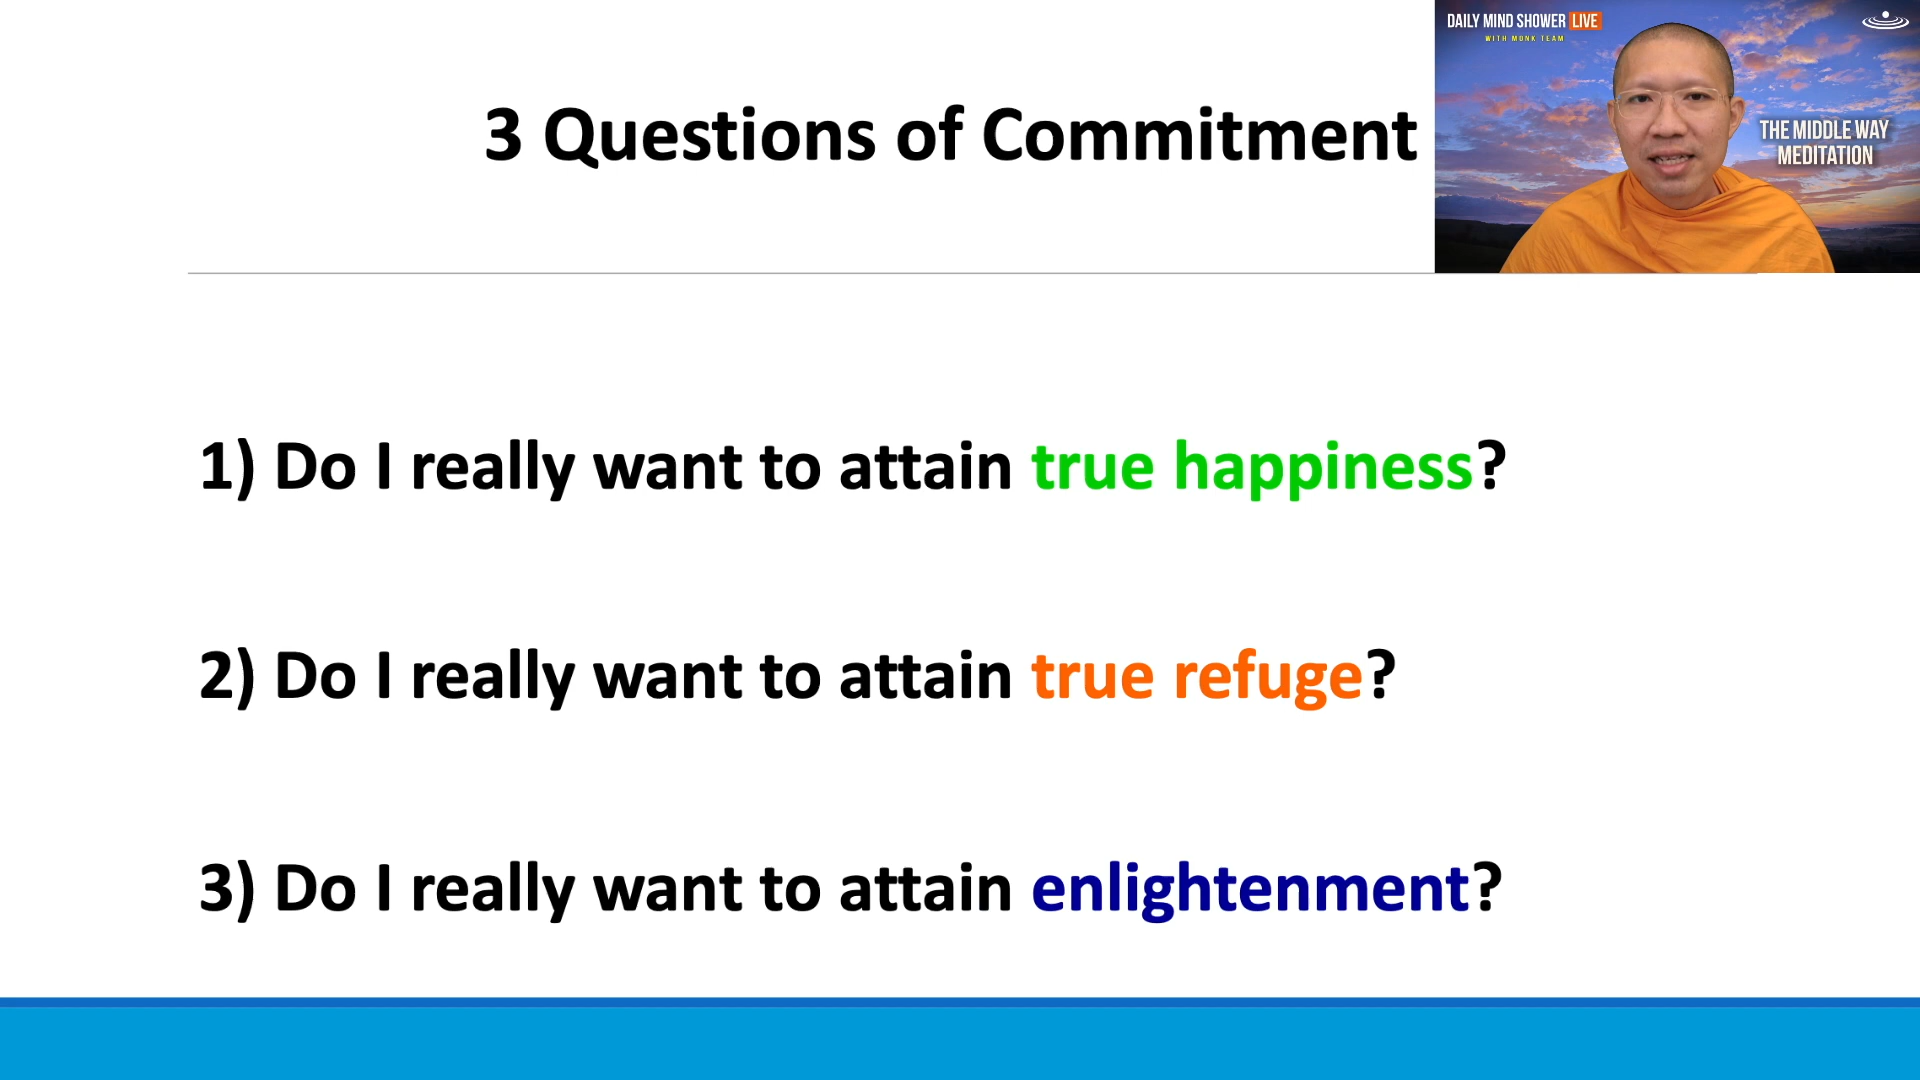 3 Questions of Commitment
DAILY MIND SHOWER LIVE
WITH MONK TEAM
THE MIDDLE WAY
MEDITATION
1) Do I really want to attain true happiness?
2) Do I really want to attain true refuge?
3) Do I really want to attain enlightenment?